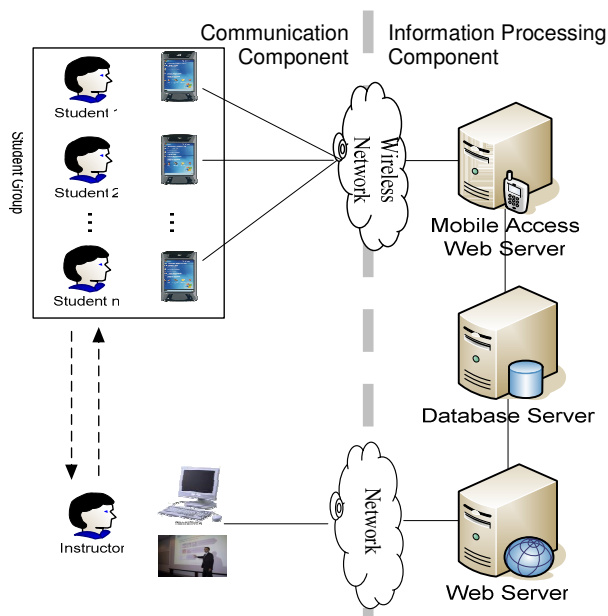 Communication
Component
Information Processing
Component
Student Group
Student 1
Student 2
Student n
Wireless
Network
Mobile Access
Web Server
Database Server
Instructor
Network
Web Server